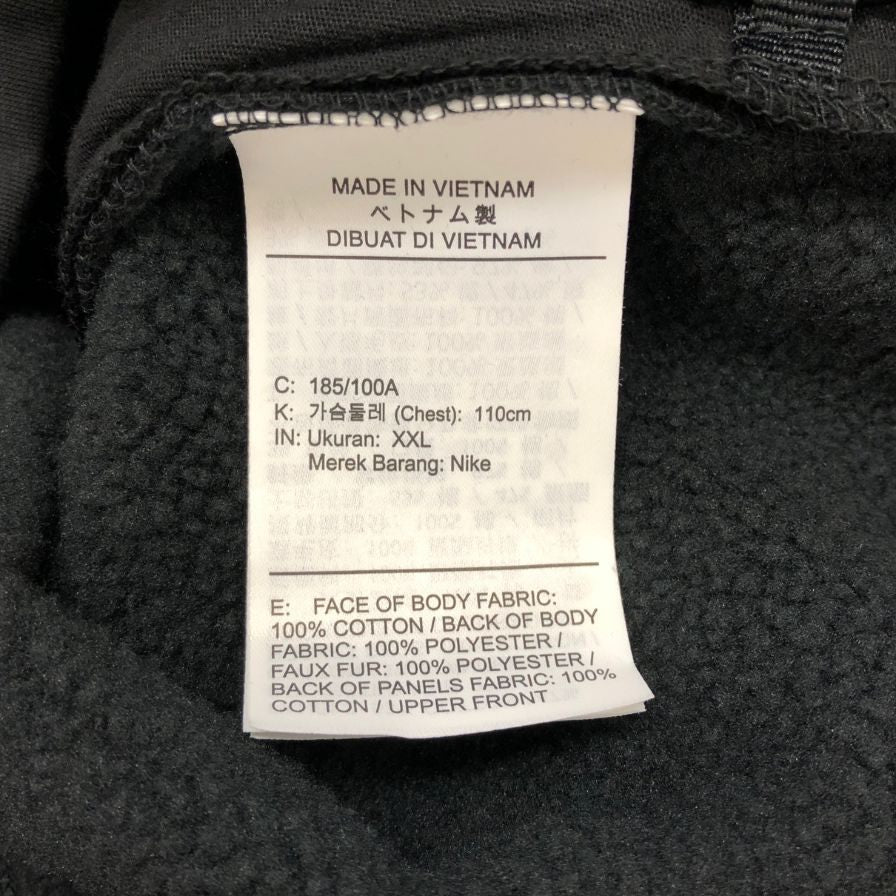 MADE IN VIETNAM
ベトナム製
DIBUAT DI VIETNAM
C: 185/100A
K: 가슴둘레 (Chest): 110cm
IN: Ukuran: XXL
Merek Barang: Nike
E: FACE OF BODY FABRIC:
100% COTTON / BACK OF BODY
FABRIC: 100% POLYESTER /
FAUX FUR: 100% POLYESTER /
BACK OF PANELS FABRIC: 100%
COTTON / UPPER FRONT